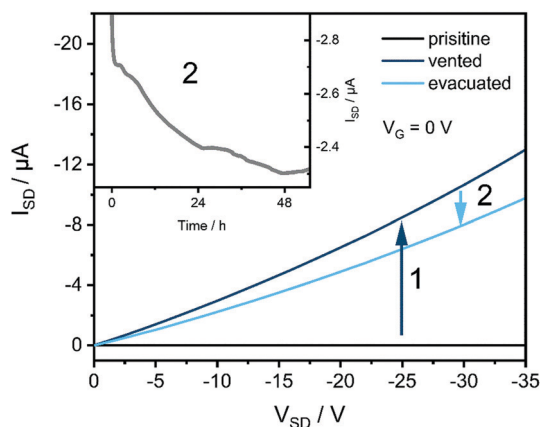 -20
-16
-12
-8
-4
0
I_SD / µA
0
-5
-10
-15
-20
-25
-30
-35
V_SD / V
prisitine
vented
evacuated
V_G = 0 V
1
2
2
-2.8
-2.6
-2.4
I_SD / µA
0
24
48
Time / h